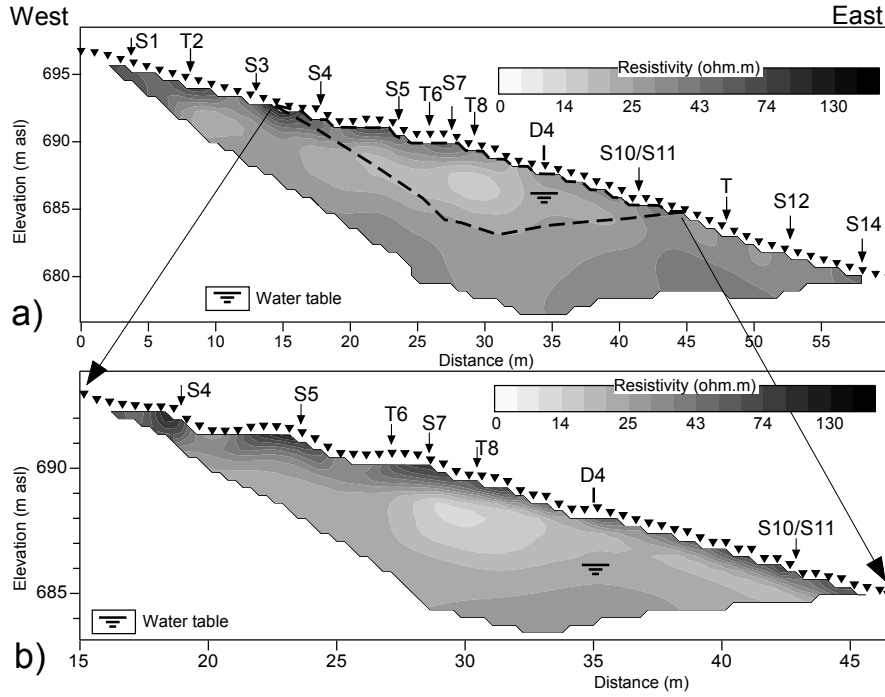 West East
S1 T2 S3 S4 S5 T6 S7 T8 D4 S10/S11 T S12 S14
Resistivity (ohm.m)
0 14 25 43 74 130
695
690
685
680
Elevation (m asl)
Water table
a)
0 5 10 15 20 25 30 35 40 45 50 55
Distance (m)
S4 S5 T6 S7 T8 D4 S10/S11
Resistivity (ohm.m)
0 14 25 43 74 130
690
685
Elevation (m asl)
Water table
b)
15 20 25 30 35 40 45
Distance (m)